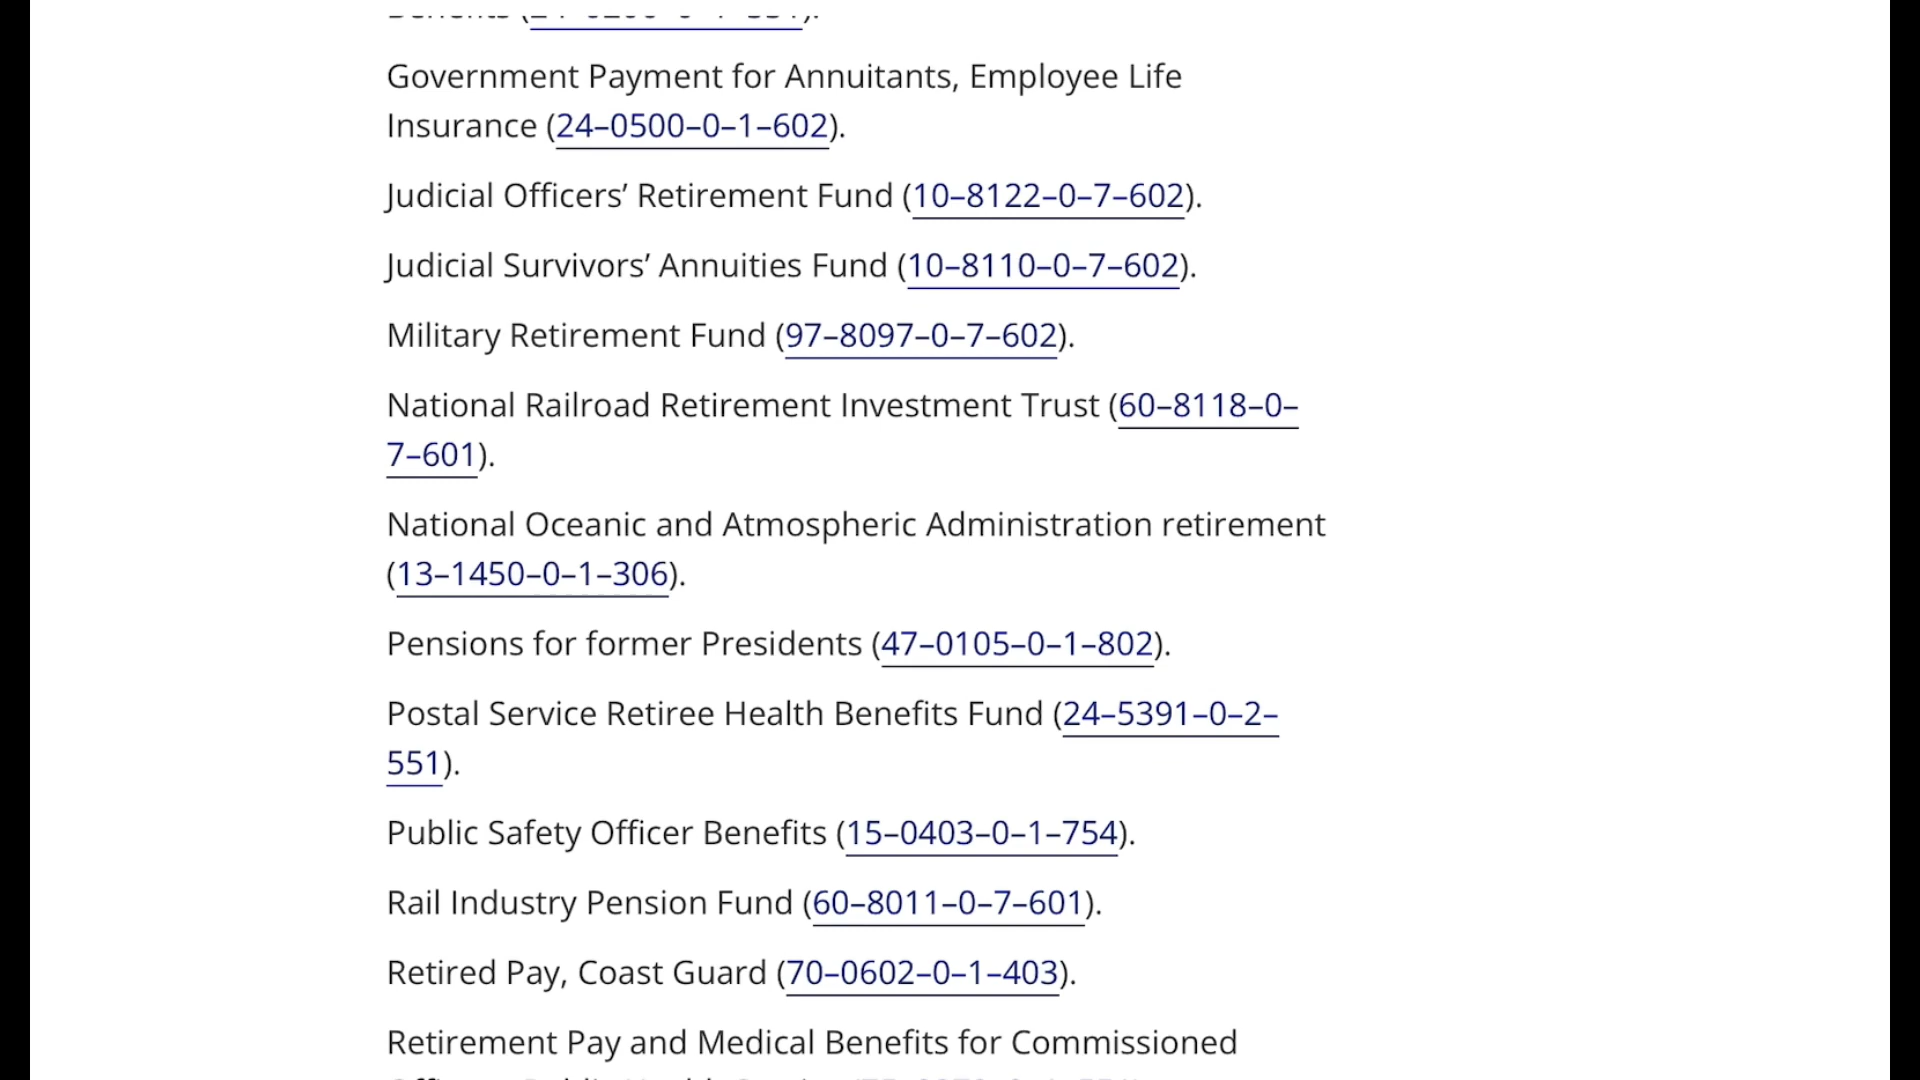 Government Payment for Annuitants, Employee Life
Insurance (24–0500–0–1–602).
Judicial Officers’ Retirement Fund (10–8122–0–7–602).
Judicial Survivors’ Annuities Fund (10–8110–0–7–602).
Military Retirement Fund (97–8097–0–7–602).
National Railroad Retirement Investment Trust (60–8118–0–
7–601).
National Oceanic and Atmospheric Administration retirement
(13–1450–0–1–306).
Pensions for former Presidents (47–0105–0–1–802).
Postal Service Retiree Health Benefits Fund (24–5391–0–2–
551).
Public Safety Officer Benefits (15–0403–0–1–754).
Rail Industry Pension Fund (60–8011–0–7–601).
Retired Pay, Coast Guard (70–0602–0–1–403).
Retirement Pay and Medical Benefits for Commissioned